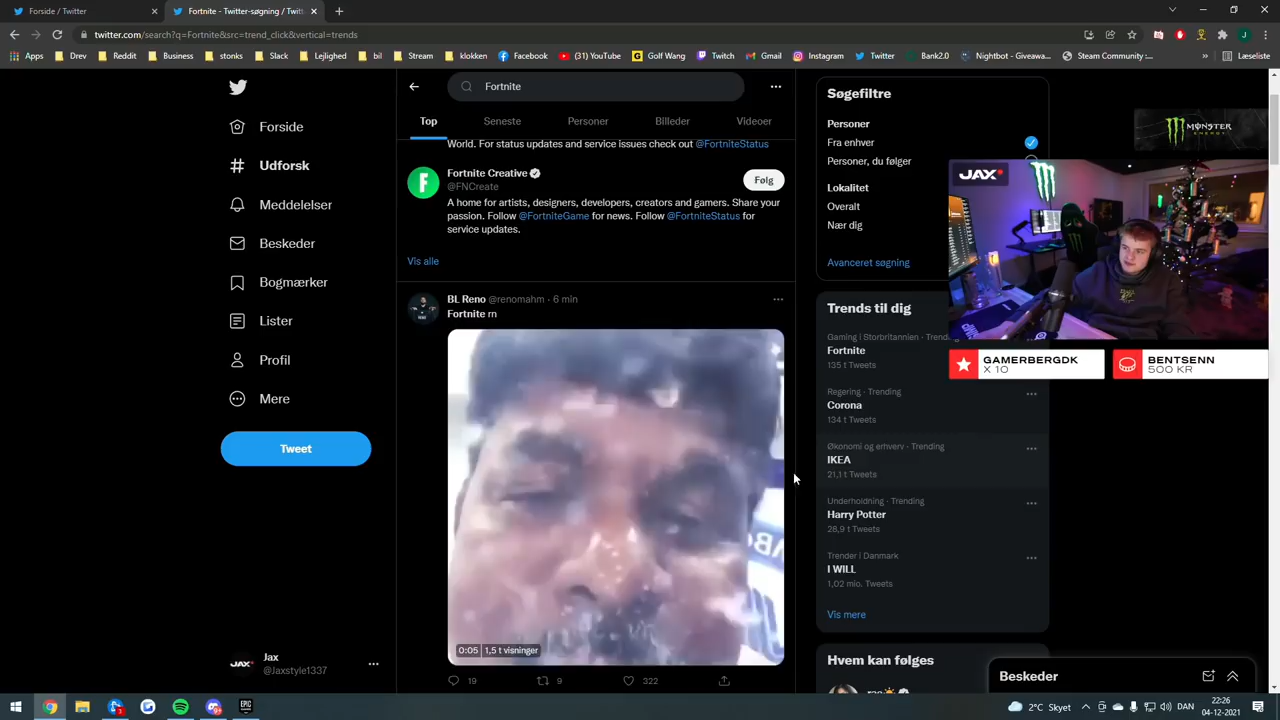 Forside / Twitter
Fortnite - Twitter-søgning / Twitt
twitter.com/search?q=Fortnite&src=trend_click&vertical=trends
Apps
Drev
Reddit
Business
stonks
Slack
Lejlighed
bil
Stream
klokken
Facebook
(31) YouTube
Golf Wang
Twitch
Gmail
Instagram
Twitter
Bank2.0
Nightbot - Giveawa...
Steam Community :...
»
Læseliste
Forside
Udforsk
Meddelelser
Beskeder
Bogmærker
Lister
Profil
Mere
Tweet
Jax
@Jaxstyle1337
Fortnite
Top
Seneste
Personer
Billeder
Videoer
World. For status updates and service issues check out @FortniteStatus
Fortnite Creative
@FNCreate
Følg
A home for artists, designers, developers, creators and gamers. Share your
passion. Follow @FortniteGame for news. Follow @FortniteStatus for
service updates.
Vis alle
BL Reno @renomahm · 6 min
Fortnite rn
0:05
1,5 t visninger
19
9
322
Søgefiltre
Personer
Fra enhver
Personer, du følger
Lokalitet
Overalt
Nær dig
Avanceret søgning
Trends til dig
Gaming i Storbritannien · Trending
Fortnite
135 t Tweets
Regering · Trending
Corona
134 t Tweets
Økonomi og erhverv · Trending
IKEA
21,1 t Tweets
Underholdning · Trending
Harry Potter
28,9 t Tweets
Trender i Danmark
I WILL
1,02 mio. Tweets
Vis mere
Hvem kan følges
MONSTER
ENERGY
JAX
GAMERBERGDK
X 10
BENTSENN
500 KR
Beskeder
2°C Skyet
DAN
22:26
04-12-2021
EPIC